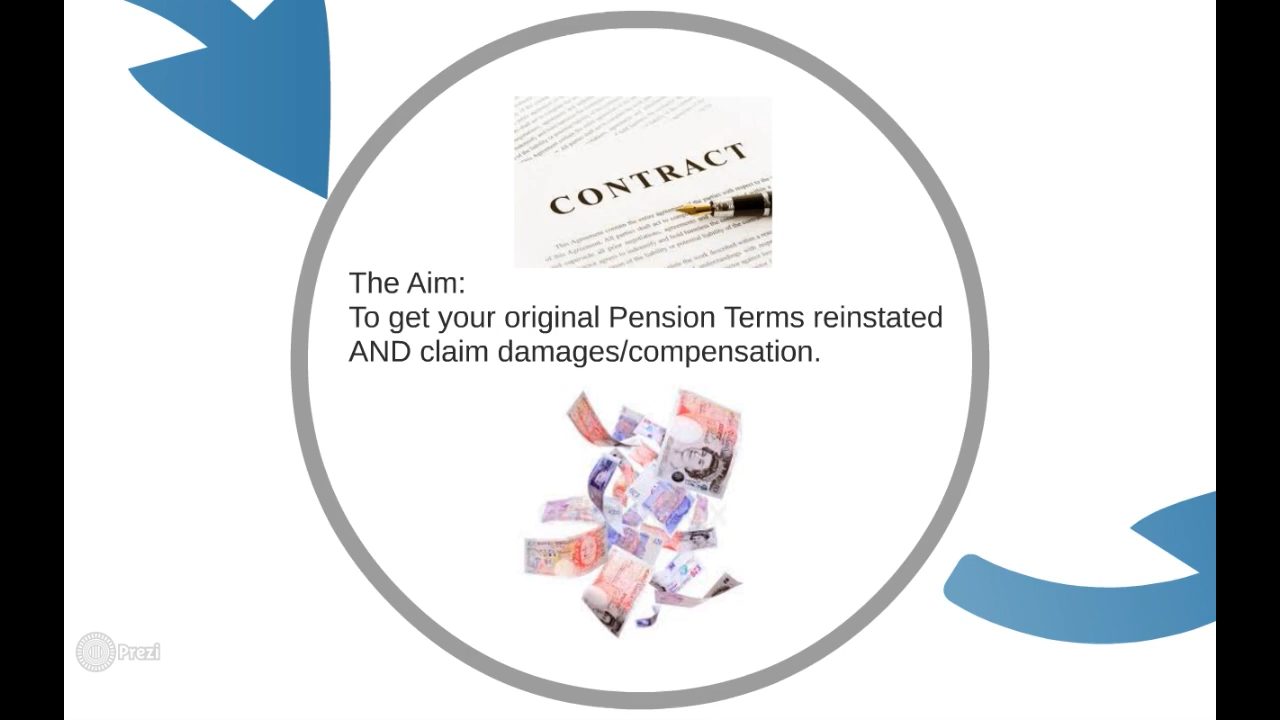 CONTRACT
The Aim:
To get your original Pension Terms reinstated
AND claim damages/compensation.
Prezi